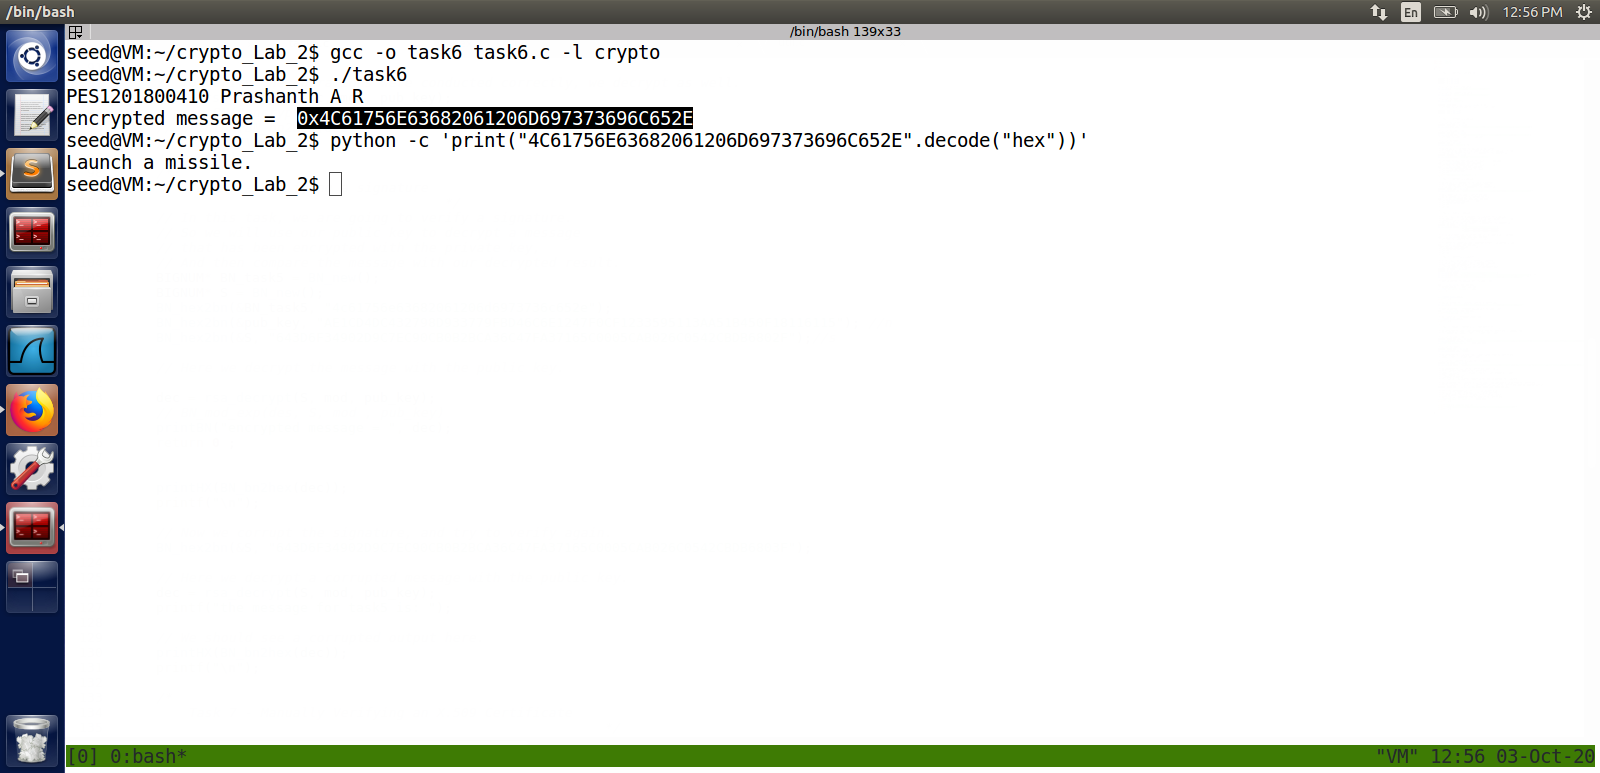 /bin/bash
En
12:56 PM
/bin/bash 139x33
seed@VM:~/crypto_Lab_2$ gcc -o task6 task6.c -l crypto
seed@VM:~/crypto_Lab_2$ ./task6
PES1201800410 Prashanth A R
encrypted message =  0x4C61756E63682061206D697373696C652E
seed@VM:~/crypto_Lab_2$ python -c 'print("4C61756E63682061206D697373696C652E".decode("hex"))'
Launch a missile.
seed@VM:~/crypto_Lab_2$
[0] 0:bash*
"VM" 12:56 03-Oct-20